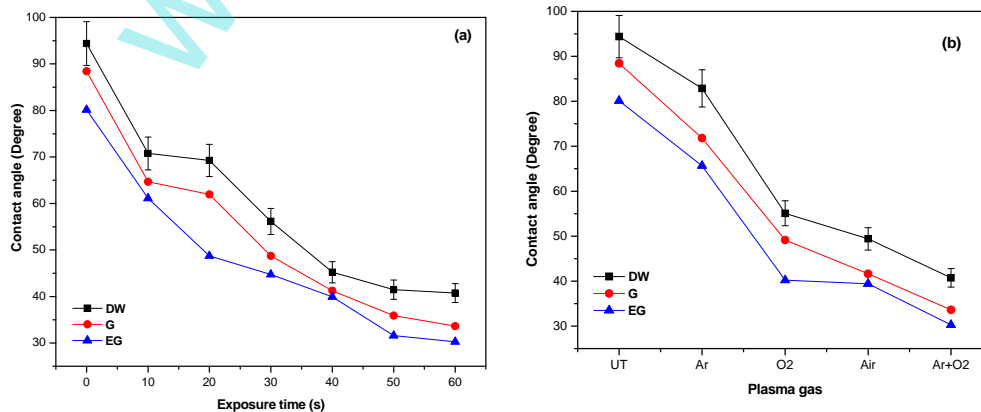 W
(a)
100
90
80
70
60
50
40
30
Contact angle (Degree)
DW
G
EG
0 10 20 30 40 50 60
Exposure time (s)
(b)
100
90
80
70
60
50
40
30
Contact angle (Degree)
DW
G
EG
UT Ar O2 Air Ar+O2
Plasma gas